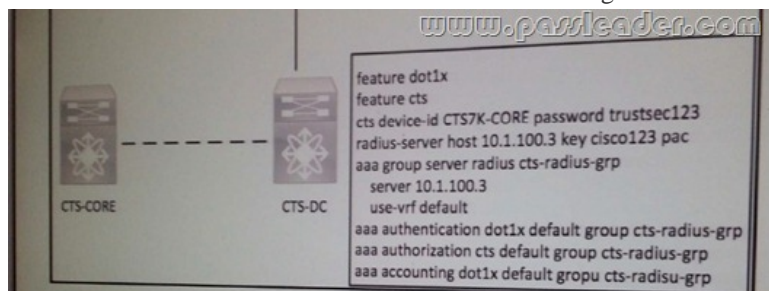 www.passleader.com
feature dot1x
feature cts
cts device-id CTS7K-CORE password trustsec123
radius-server host 10.1.100.3 key cisco123 pac
aaa group server radius cts-radius-grp
server 10.1.100.3
use-vrf default
aaa authentication dot1x default group cts-radius-grp
aaa authorization cts default group cts-radius-grp
aaa accounting dot1x default gropu cts-radisu-grp
CTS-CORE
CTS-DC